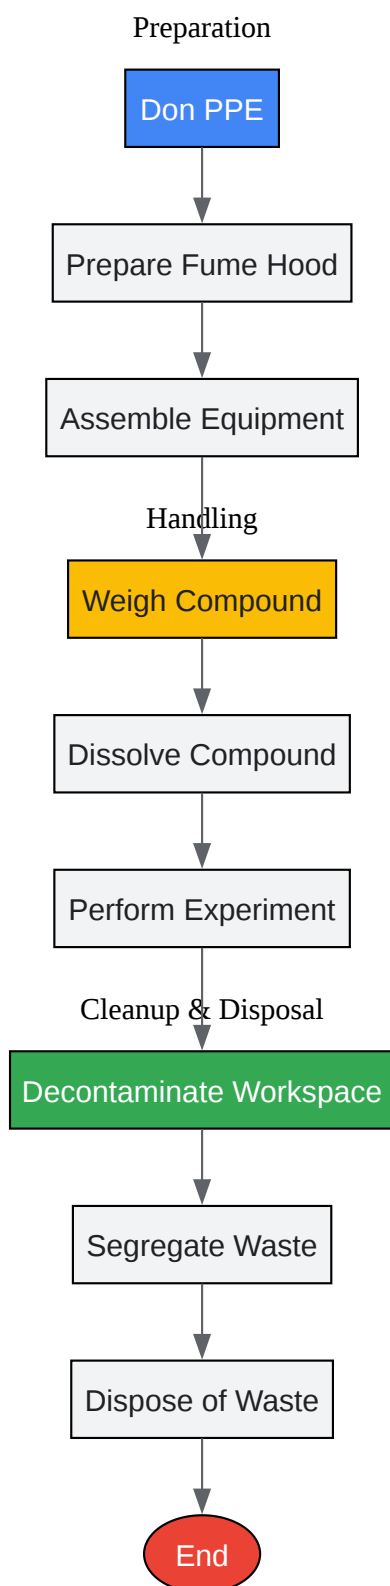 Preparation
Don PPE
Prepare Fume Hood
Assemble Equipment
Handling
Weigh Compound
Dissolve Compound
Perform Experiment
Cleanup & Disposal
Decontaminate Workspace
Segregate Waste
Dispose of Waste
End